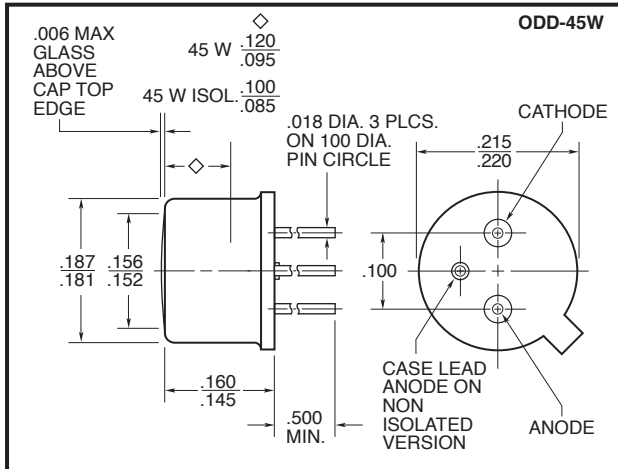 ODD-45W
.006 MAX
GLASS
ABOVE
CAP TOP
EDGE
◇
45 W .120
.095
45 W ISOL. .100
.085
.018 DIA. 3 PLCS.
ON 100 DIA.
PIN CIRCLE
CATHODE
.215
.220
◇
.187
.181
.156
.152
.100
.160
.145
.500
MIN.
CASE LEAD
ANODE ON
NON
ISOLATED
VERSION
ANODE